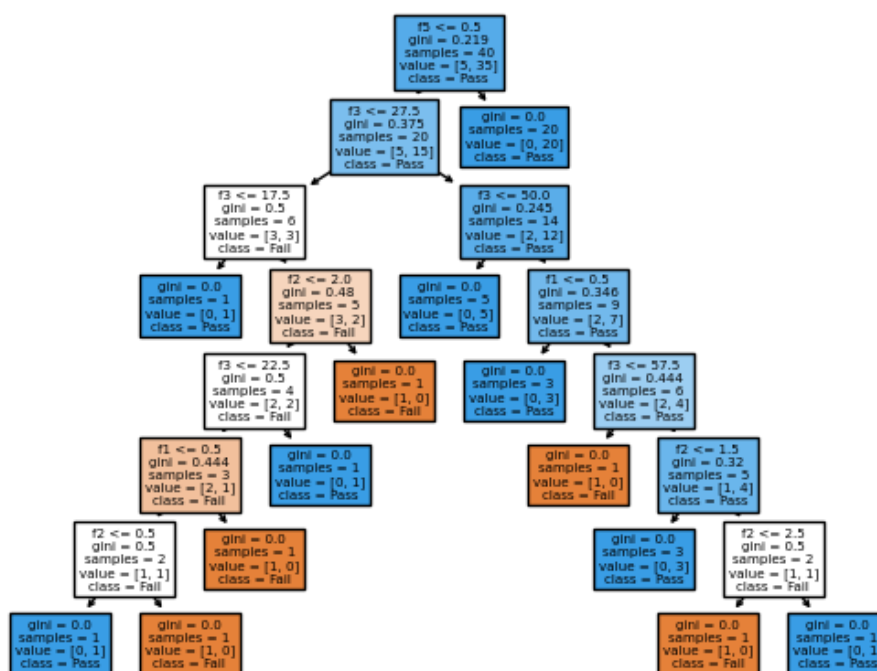 f5 <= 0.5
gini = 0.219
samples = 40
value = [5, 35]
class = Pass
f3 <= 27.5
gini = 0.375
samples = 20
value = [5, 15]
class = Pass
gini = 0.0
samples = 20
value = [0, 20]
class = Pass
f3 <= 17.5
gini = 0.5
samples = 6
value = [3, 3]
class = Fail
f3 <= 50.0
gini = 0.245
samples = 14
value = [2, 12]
class = Pass
gini = 0.0
samples = 1
value = [0, 1]
class = Pass
f2 <= 2.0
gini = 0.48
samples = 5
value = [3, 2]
class = Fail
gini = 0.0
samples = 5
value = [0, 5]
class = Pass
f1 <= 0.5
gini = 0.346
samples = 9
value = [2, 7]
class = Pass
f3 <= 22.5
gini = 0.5
samples = 4
value = [2, 2]
class = Fail
gini = 0.0
samples = 1
value = [1, 0]
class = Fail
gini = 0.0
samples = 3
value = [0, 3]
class = Pass
f3 <= 57.5
gini = 0.444
samples = 6
value = [2, 4]
class = Pass
f1 <= 0.5
gini = 0.444
samples = 3
value = [2, 1]
class = Fail
gini = 0.0
samples = 1
value = [0, 1]
class = Pass
gini = 0.0
samples = 1
value = [1, 0]
class = Fail
f2 <= 1.5
gini = 0.32
samples = 5
value = [1, 4]
class = Pass
f2 <= 0.5
gini = 0.5
samples = 2
value = [1, 1]
class = Fail
gini = 0.0
samples = 1
value = [1, 0]
class = Fail
gini = 0.0
samples = 3
value = [0, 3]
class = Pass
f2 <= 2.5
gini = 0.5
samples = 2
value = [1, 1]
class = Fail
gini = 0.0
samples = 1
value = [0, 1]
class = Pass
gini = 0.0
samples = 1
value = [1, 0]
class = Fail
gini = 0.0
samples = 1
value = [1, 0]
class = Fail
gini = 0.0
samples = 1
value = [0, 1
class = Pass